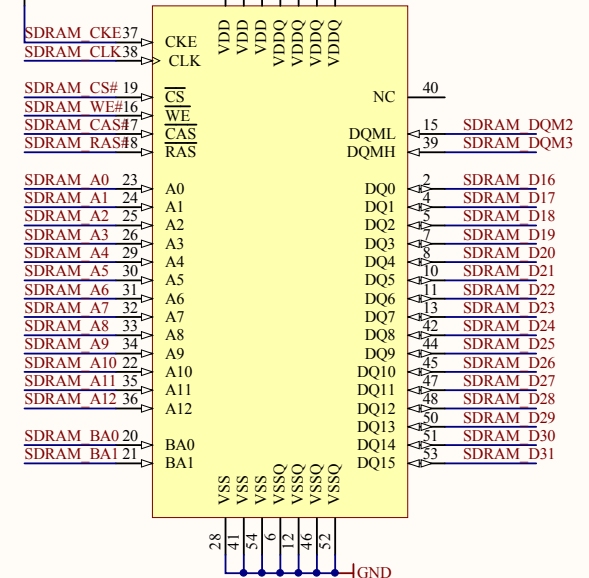 VDD VDD VDD VDDQ VDDQ VDDQ VDDQ
SDRAM_CKE 37 CKE
SDRAM_CLK 38 CLK
SDRAM_CS# 19 CS NC 40
SDRAM_WE# 16 WE
SDRAM_CAS# 17 CAS DQML 15 SDRAM_DQM2
SDRAM_RAS# 18 RAS DQMH 39 SDRAM_DQM3
SDRAM_A0 23 A0 DQ0 2 SDRAM_D16
SDRAM_A1 24 A1 DQ1 4 SDRAM_D17
SDRAM_A2 25 A2 DQ2 5 SDRAM_D18
SDRAM_A3 26 A3 DQ3 7 SDRAM_D19
SDRAM_A4 29 A4 DQ4 8 SDRAM_D20
SDRAM_A5 30 A5 DQ5 10 SDRAM_D21
SDRAM_A6 31 A6 DQ6 11 SDRAM_D22
SDRAM_A7 32 A7 DQ7 13 SDRAM_D23
SDRAM_A8 33 A8 DQ8 42 SDRAM_D24
SDRAM_A9 34 A9 DQ9 44 SDRAM_D25
SDRAM_A10 22 A10 DQ10 45 SDRAM_D26
SDRAM_A11 35 A11 DQ11 47 SDRAM_D27
SDRAM_A12 36 A12 DQ12 48 SDRAM_D28
DQ13 50 SDRAM_D29
SDRAM_BA0 20 BA0 DQ14 51 SDRAM_D30
SDRAM_BA1 21 BA1 DQ15 53 SDRAM_D31
VSS VSS VSS VSSQ VSSQ VSSQ VSSQ
28 41 54 6 12 46 52
GND